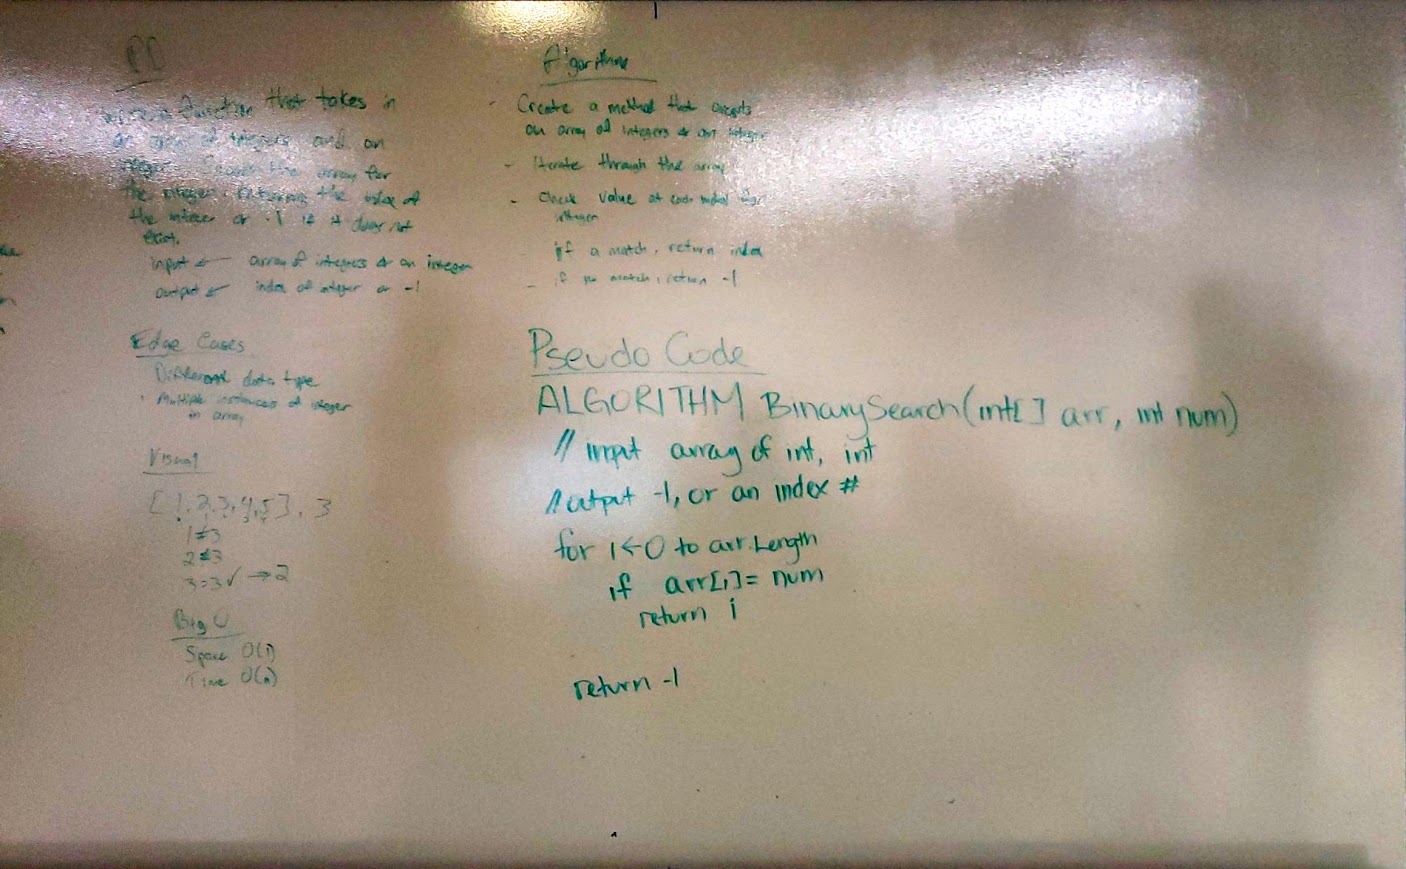 PD
function that takes in
an array of integers and on
integer. the array for
the integer. Returning the index of
the integer or -1 if it does not
exist.
input ← array of integers & an integer
output ← index of integer or -1
Edge Cases
Different data type
Multiple instances of integer
in array
Visual
[1,2,3,4,5], 3
1≠3
2≠3
3=3✓ → 2
Big O
Space O(1)
Time O(n)
Algorithm
- Create a method that accepts
an array of integers & an integer
- Iterate through the array
- Check value at each index
integer
if a match, return index
- if no match, return -1
Pseudo Code
ALGORITHM BinarySearch(int[] arr, int num)
// input array of int, int
// output -1, or an index #
for i ← 0 to arr.Length
if arr[i] = num
return i
return -1